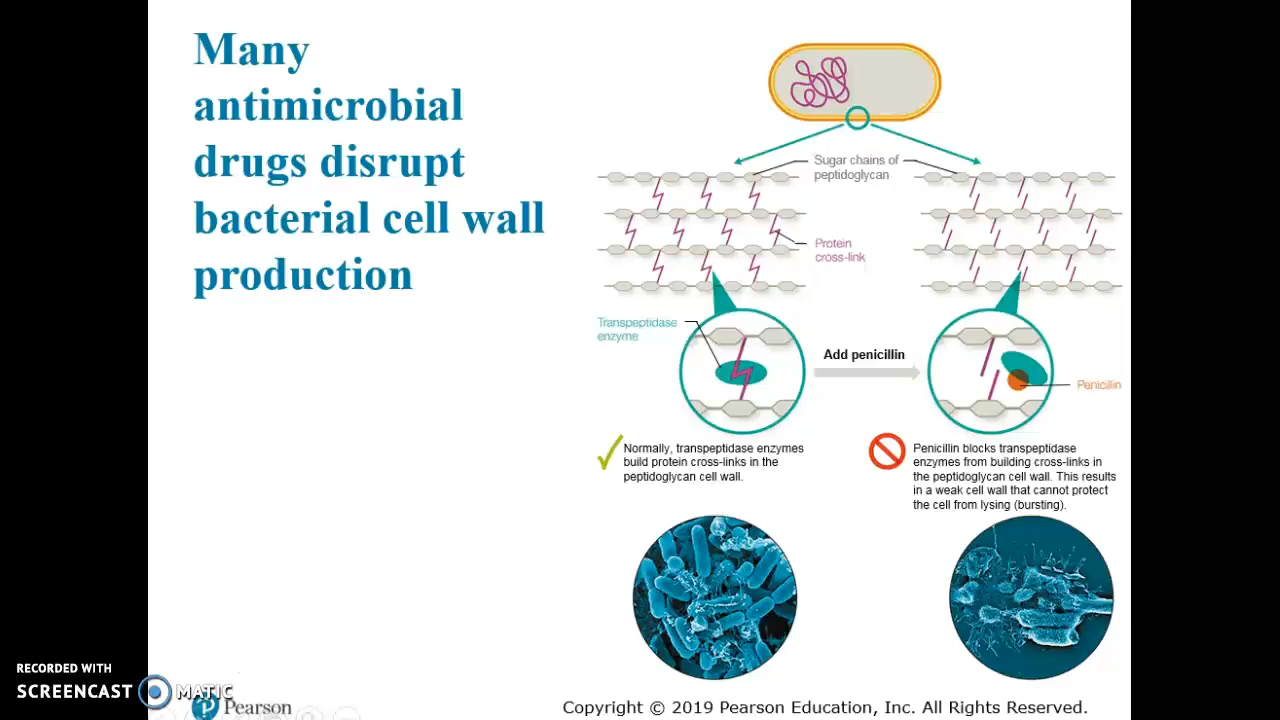 Many
antimicrobial
drugs disrupt
bacterial cell wall
production
Sugar chains of
peptidoglycan
Protein
cross-link
Transpeptidase
enzyme
Add penicillin
Penicillin
Normally, transpeptidase enzymes
build protein cross-links in the
peptidoglycan cell wall.
Penicillin blocks transpeptidase
enzymes from building cross-links in
the peptidoglycan cell wall. This results
in a weak cell wall that cannot protect
the cell from lysing (bursting).
RECORDED WITH
SCREENCAST MATIC
P Pearson
Copyright © 2019 Pearson Education, Inc. All Rights Reserved.